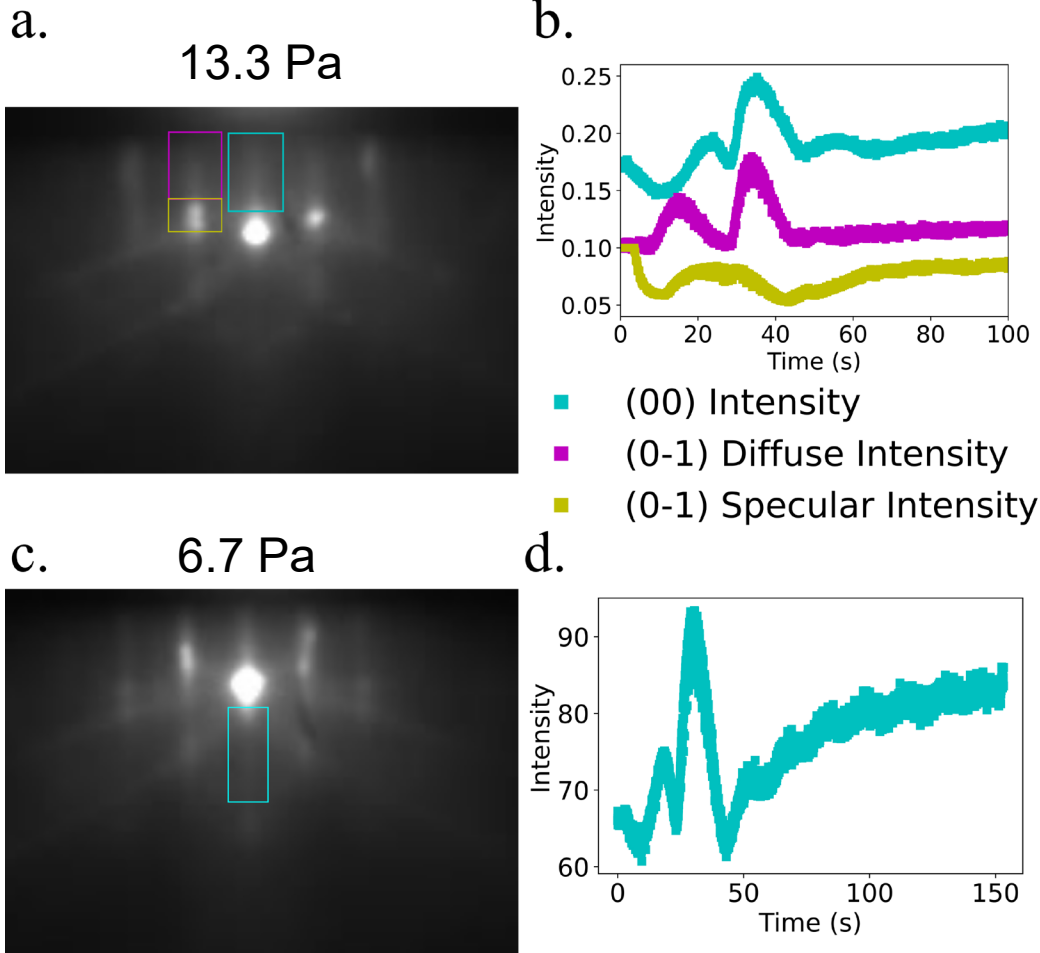 a.
13.3 Pa
b.
0.25
0.20
0.15
0.10
0.05
Intensity
0
20
40
60
80
100
Time (s)
(00) Intensity
(0-1) Diffuse Intensity
(0-1) Specular Intensity
c.
6.7 Pa
d.
90
80
70
60
Intensity
0
50
100
150
Time (s)